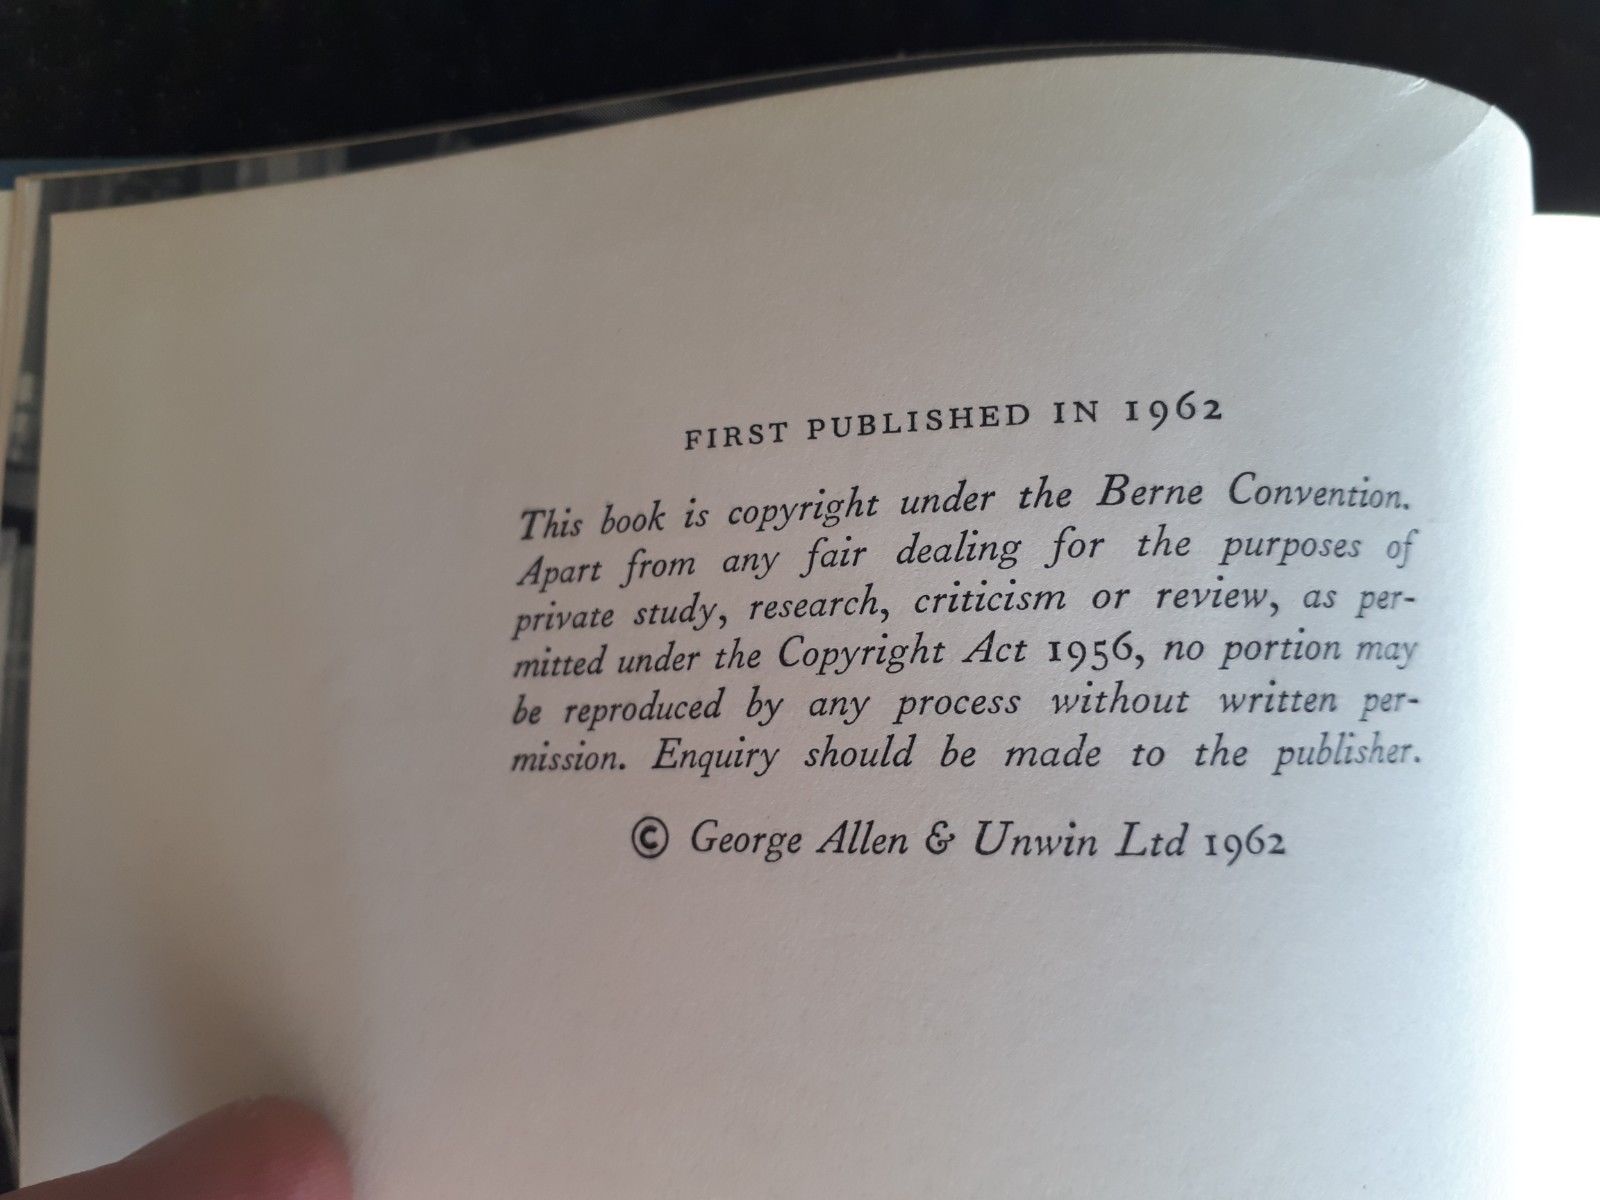 FIRST PUBLISHED IN 1962
This book is copyright under the Berne Convention.
Apart from any fair dealing for the purposes of
private study, research, criticism or review, as per-
mitted under the Copyright Act 1956, no portion may
be reproduced by any process without written per-
mission. Enquiry should be made to the publisher.
© George Allen & Unwin Ltd 1962